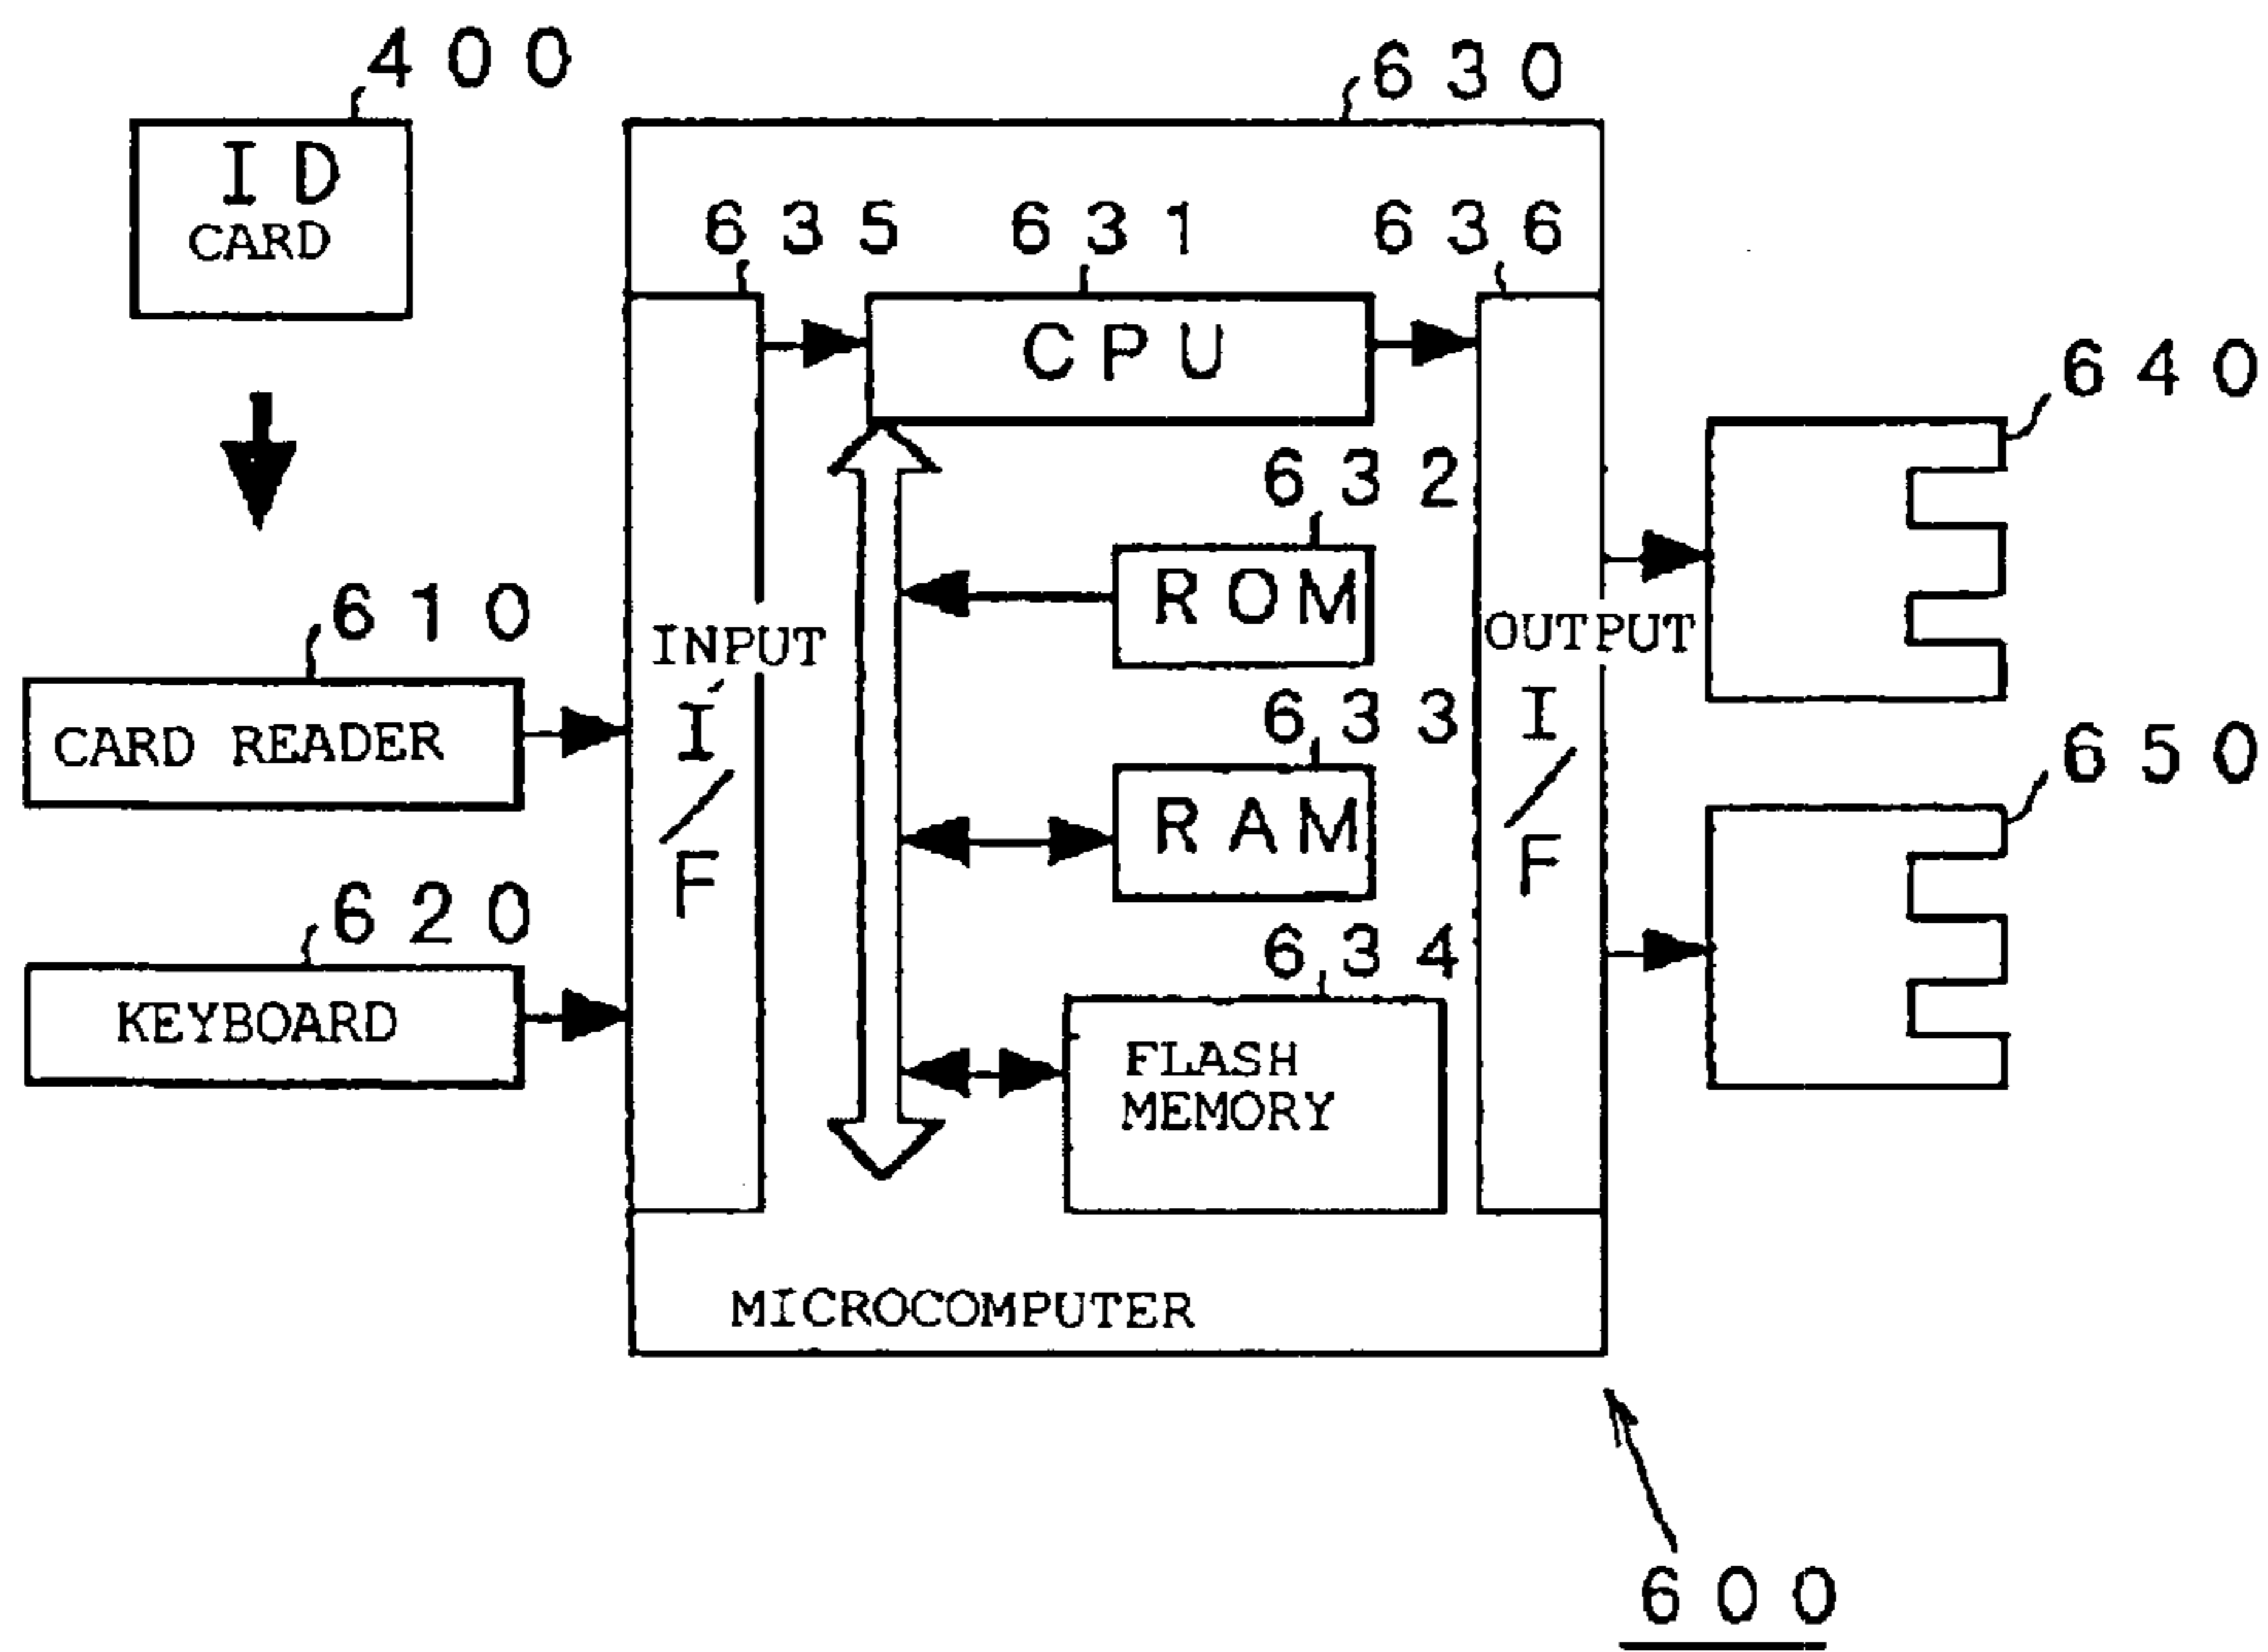 400
630
ID
CARD
635
631
636
CPU
640
632
ROM
610
INPUT
I/F
OUTPUT
I/F
CARD READER
633
RAM
650
620
KEYBOARD
634
FLASH
MEMORY
MICROCOMPUTER
600